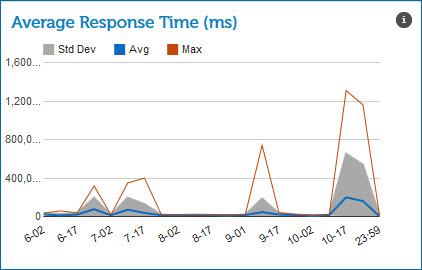 Average Response Time (ms)
i
Std Dev Avg Max
1,600,...
1,200,...
800,0...
400,0...
0
6-02 6-17 7-02 7-17 8-02 8-17 9-01 9-17 10-02 10-17 23:59